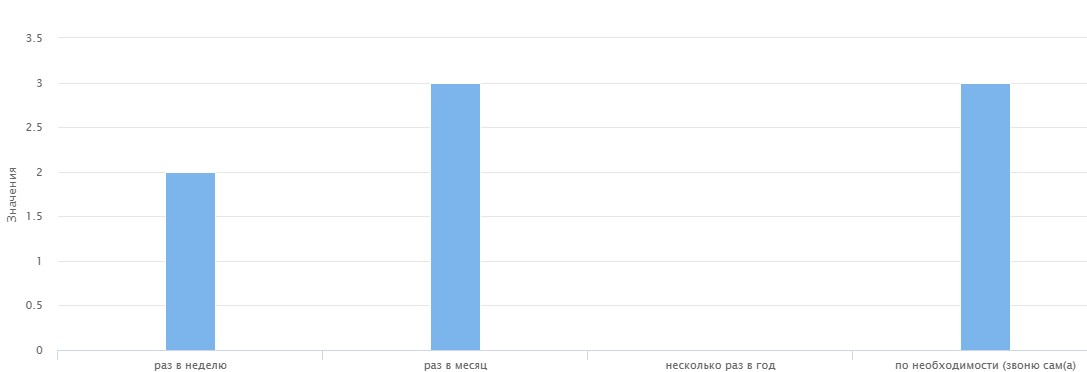 3.5
3
2.5
2
1.5
1
0.5
0
Значения
раз в неделю
раз в месяц
несколько раз в год
по необходимости (звоню сам(а)